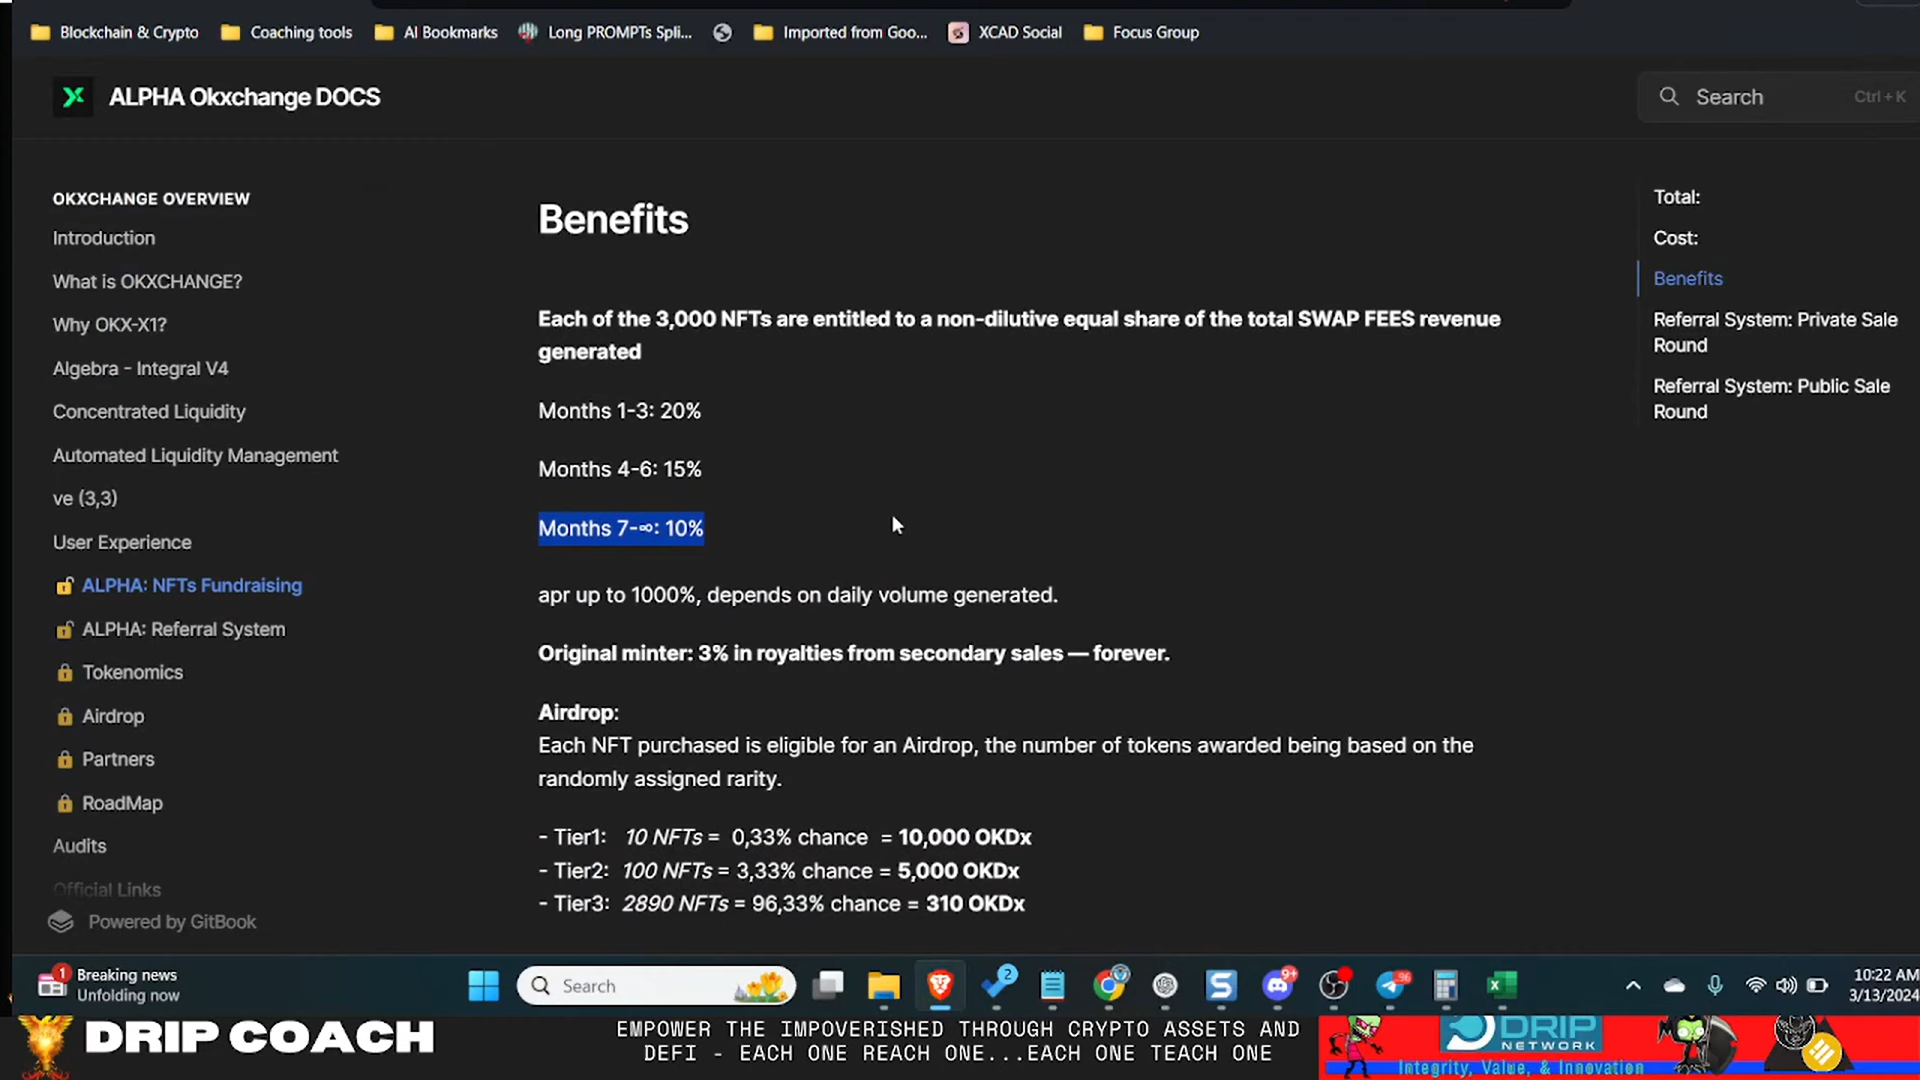 Blockchain & Crypto
Coaching tools
AI Bookmarks
Long PROMPTs Spli...
Imported from Goo...
XCAD Social
Focus Group
ALPHA Okxchange DOCS
Search
Ctrl + K
OKXCHANGE OVERVIEW
Introduction
What is OKXCHANGE?
Why OKX-X1?
Algebra - Integral V4
Concentrated Liquidity
Automated Liquidity Management
ve (3,3)
User Experience
ALPHA: NFTs Fundraising
ALPHA: Referral System
Tokenomics
Airdrop
Partners
RoadMap
Audits
Official Links
Powered by GitBook
Benefits
Each of the 3,000 NFTs are entitled to a non-dilutive equal share of the total SWAP FEES revenue
generated
Months 1-3: 20%
Months 4-6: 15%
Months 7-∞: 10%
apr up to 1000%, depends on daily volume generated.
Original minter: 3% in royalties from secondary sales — forever.
Airdrop:
Each NFT purchased is eligible for an Airdrop, the number of tokens awarded being based on the
randomly assigned rarity.
- Tier1: 10 NFTs = 0,33% chance = 10,000 OKDx
- Tier2: 100 NFTs = 3,33% chance = 5,000 OKDx
- Tier3: 2890 NFTs = 96,33% chance = 310 OKDx
Total:
Cost:
Benefits
Referral System: Private Sale
Round
Referral System: Public Sale
Round
1
Breaking news
Unfolding now
Search
2
9+
96
10:22 AM
3/13/2024
DRIP COACH
EMPOWER THE IMPOVERISHED THROUGH CRYPTO ASSETS AND
DEFI - EACH ONE REACH ONE...EACH ONE TEACH ONE
DRIP
NETWORK
Integrity, Value, & Innovation